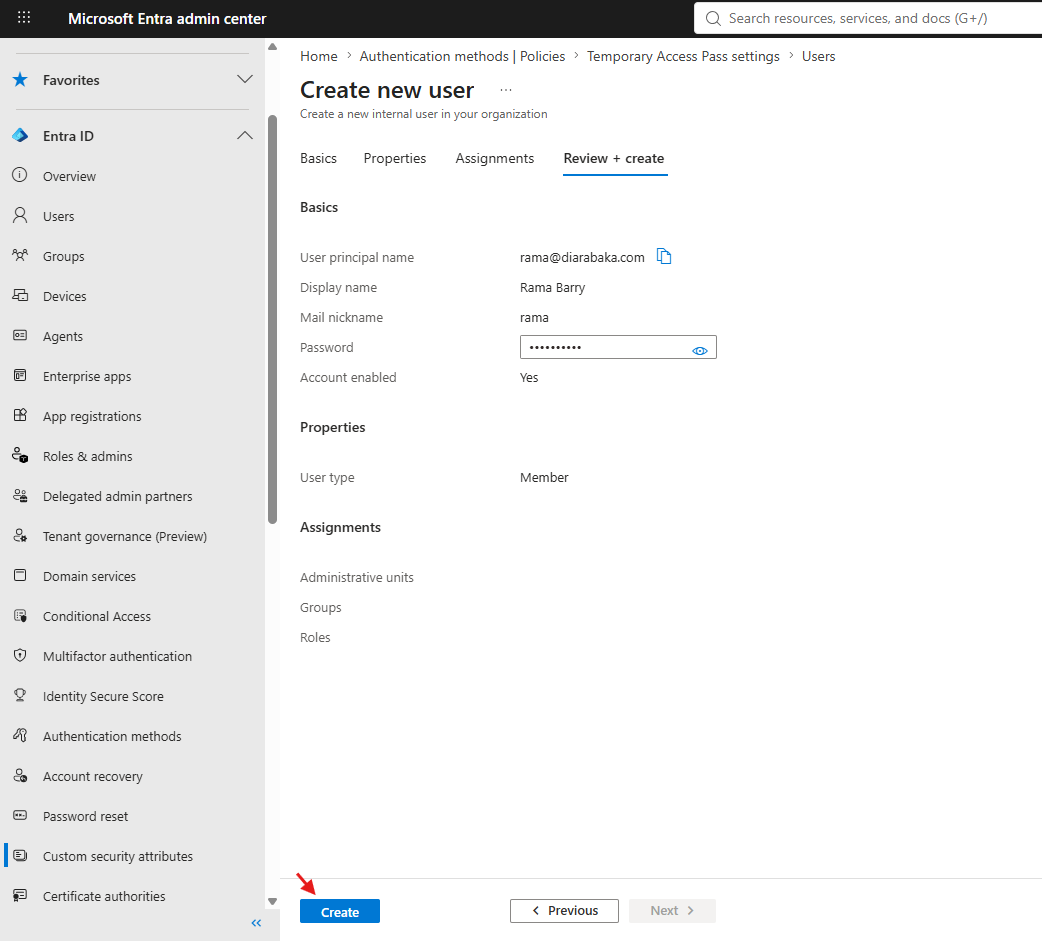 Microsoft Entra admin center
Search resources, services, and docs (G+/)
Favorites
Entra ID
Overview
Users
Groups
Devices
Agents
Enterprise apps
App registrations
Roles & admins
Delegated admin partners
Tenant governance (Preview)
Domain services
Conditional Access
Multifactor authentication
Identity Secure Score
Authentication methods
Account recovery
Password reset
Custom security attributes
Certificate authorities
Home > Authentication methods | Policies > Temporary Access Pass settings > Users
Create new user ...
Create a new internal user in your organization
Basics Properties Assignments Review + create
Basics
User principal name rama@diarabaka.com
Display name Rama Barry
Mail nickname rama
Password ••••••••••
Account enabled Yes
Properties
User type Member
Assignments
Administrative units
Groups
Roles
Create < Previous Next >